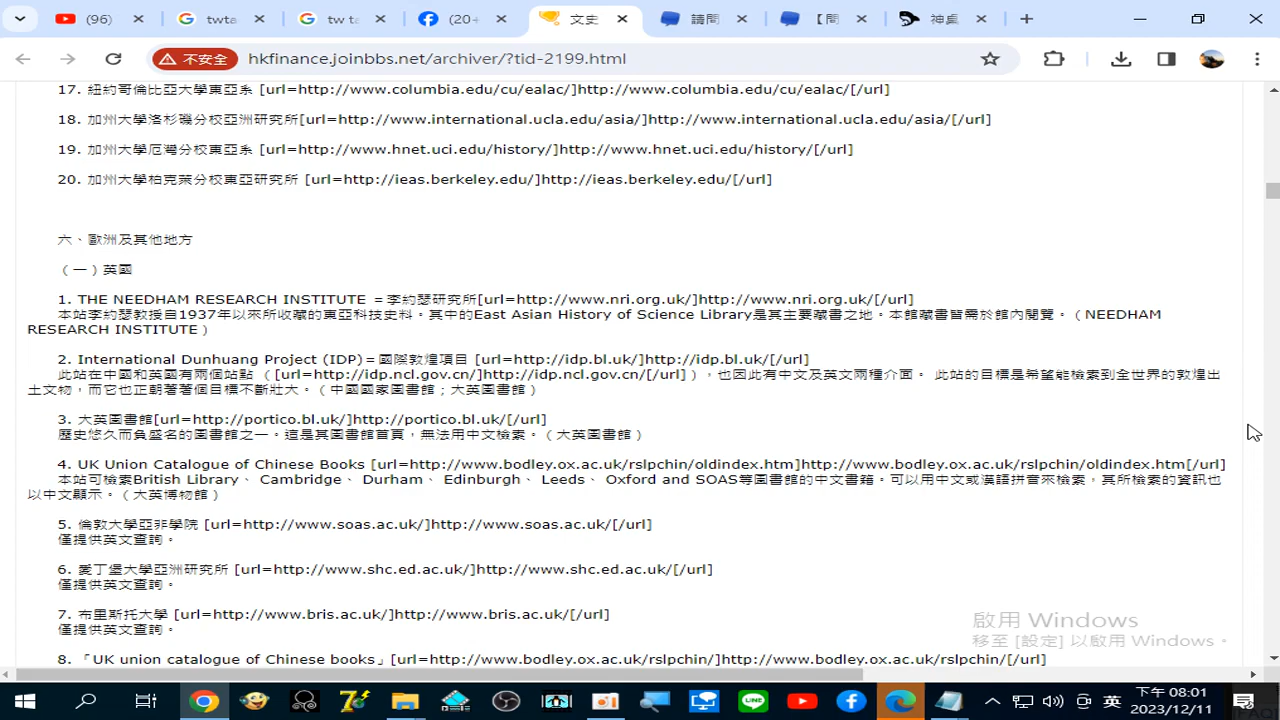 (96)
twta
tw ta
(20+
文史
請問
【問
神桌
不安全
hkfinance.joinbbs.net/archiver/?tid-2199.html
17. 紐約哥倫比亞大學東亞系 [url=http://www.columbia.edu/cu/ealac/]http://www.columbia.edu/cu/ealac/[/url]
18. 加州大學洛杉磯分校亞洲研究所[url=http://www.international.ucla.edu/asia/]http://www.international.ucla.edu/asia/[/url]
19. 加州大學厄灣分校東亞系 [url=http://www.hnet.uci.edu/history/]http://www.hnet.uci.edu/history/[/url]
20. 加州大學柏克萊分校東亞研究所 [url=http://ieas.berkeley.edu/]http://ieas.berkeley.edu/[/url]
六、歐洲及其他地方
（一）英國
1. THE NEEDHAM RESEARCH INSTITUTE ＝李約瑟研究所[url=http://www.nri.org.uk/]http://www.nri.org.uk/[/url]
本站李約瑟教授自1937年以來所收藏的東亞科技史料。其中的East Asian History of Science Library是其主要藏書之地。本館藏書皆需於館內閱覽。（NEEDHAM
RESEARCH INSTITUTE）
2. International Dunhuang Project (IDP)＝國際敦煌項目 [url=http://idp.bl.uk/]http://idp.bl.uk/[/url]
此站在中國和英國有兩個站點 （[url=http://idp.ncl.gov.cn/]http://idp.ncl.gov.cn/[/url]），也因此有中文及英文兩種介面。 此站的目標是希望能檢索到全世界的敦煌出
土文物，而它也正朝著著個目標不斷壯大。（中國國家圖書館；大英圖書館）
3. 大英圖書館[url=http://portico.bl.uk/]http://portico.bl.uk/[/url]
歷史悠久而負盛名的圖書館之一。這是其圖書館首頁，無法用中文檢索。（大英圖書館）
4. UK Union Catalogue of Chinese Books [url=http://www.bodley.ox.ac.uk/rslpchin/oldindex.htm]http://www.bodley.ox.ac.uk/rslpchin/oldindex.htm[/url]
本站可檢索British Library、 Cambridge、 Durham、 Edinburgh、 Leeds、 Oxford and SOAS等圖書館的中文書籍。可以用中文或漢語拼音來檢索，其所檢索的資訊也
以中文顯示。（大英博物館）
5. 倫敦大學亞非學院 [url=http://www.soas.ac.uk/]http://www.soas.ac.uk/[/url]
僅提供英文查詢。
6. 愛丁堡大學亞洲研究所 [url=http://www.shc.ed.ac.uk/]http://www.shc.ed.ac.uk/[/url]
僅提供英文查詢。
7. 布里斯托大學 [url=http://www.bris.ac.uk/]http://www.bris.ac.uk/[/url]
僅提供英文查詢。
8. 「UK union catalogue of Chinese books」[url=http://www.bodley.ox.ac.uk/rslpchin/]http://www.bodley.ox.ac.uk/rslpchin/[/url]
啟用 Windows
移至 [設定] 以啟用 Windows。
英
下午 08:01
2023/12/11